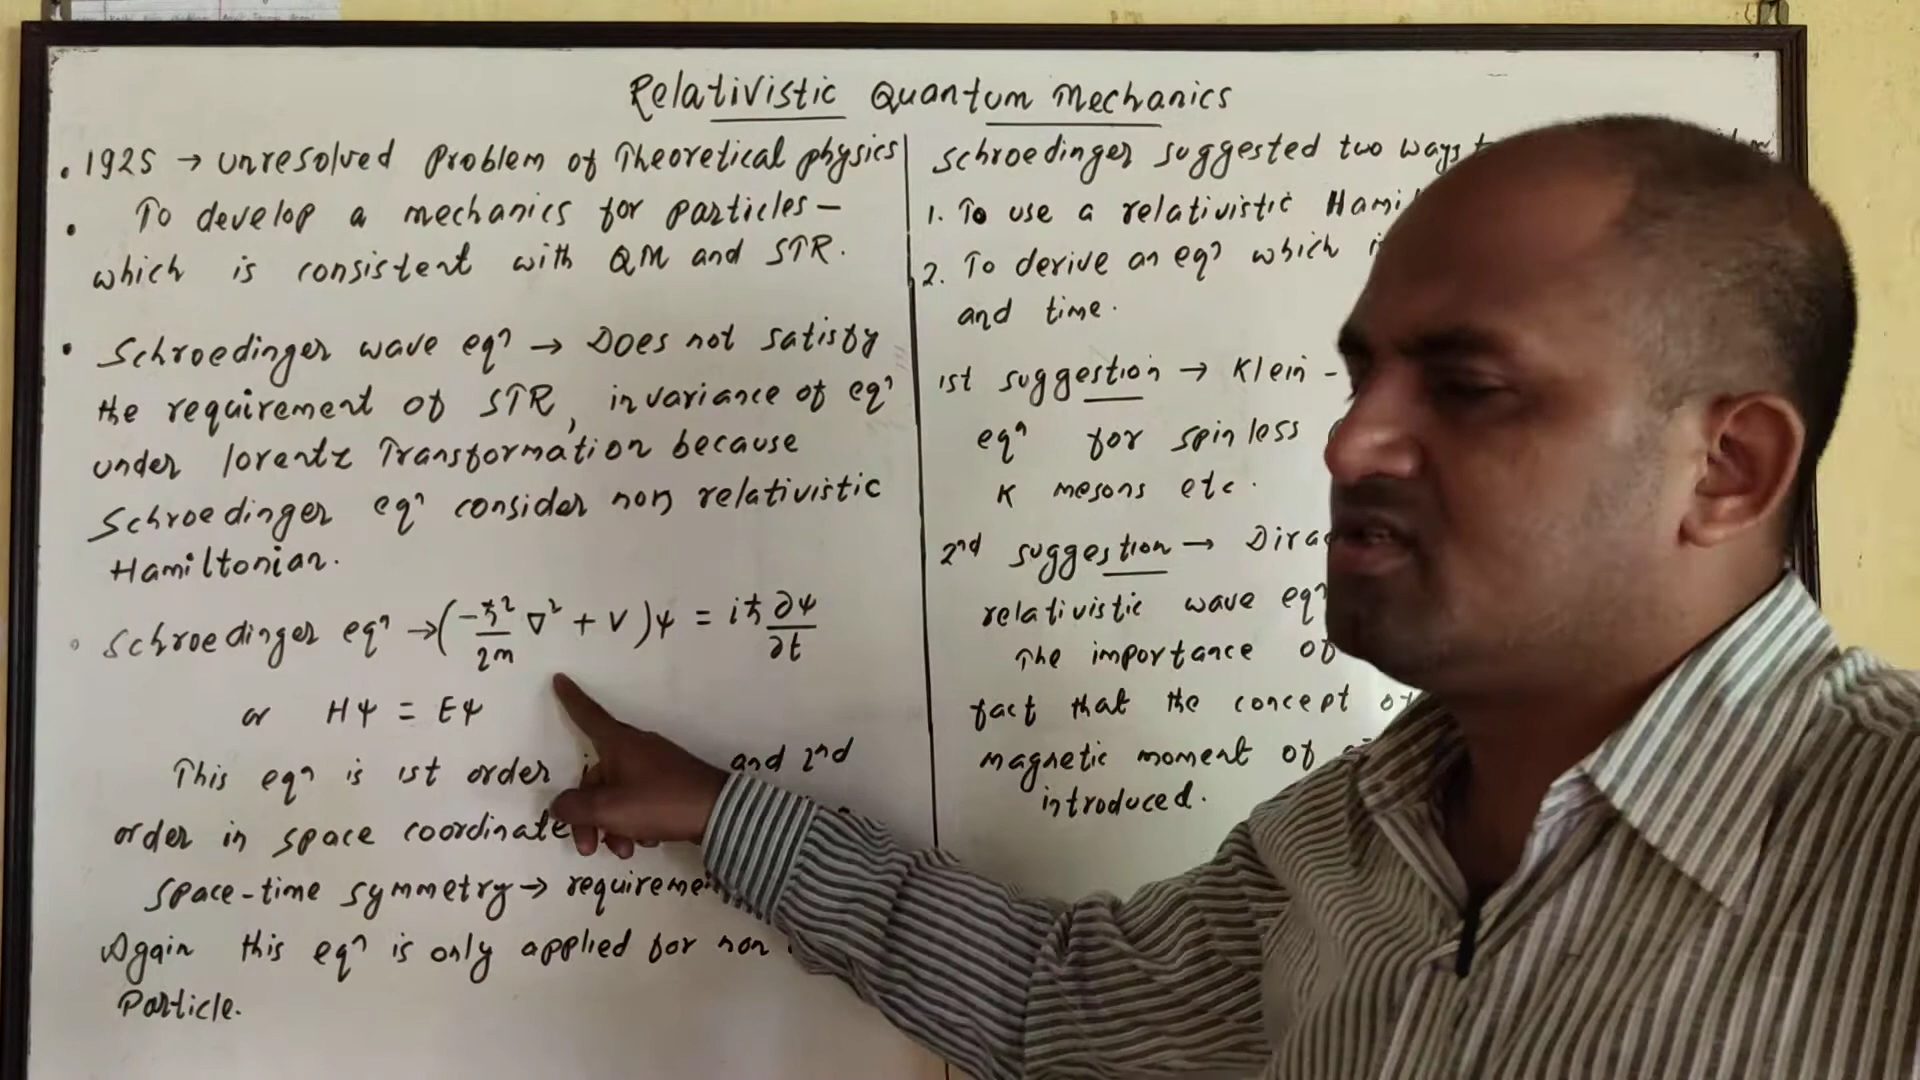 Relativistic Quantum Mechanics
• 1925 → unresolved problem of Theoretical physics
• To develop a mechanics for particles –
which is consistent with QM and STR.
• Schroedinger wave eqn → Does not satisfy
the requirement of STR, invariance of eqn
under lorentz Transformation because
Schroedinger eqn consider non relativistic
Hamiltonian.
• Schroedinger eqn → (-ħ²/2m ∇² + V)ψ = iħ ∂ψ/∂t
or Hψ = Eψ
This eqn is 1st order and 2nd
order in space coordinate
Space-time symmetry →
Again this eqn is only applied for non
Particle.
Schroedinger suggested two ways
1. To use a relativistic
2. To derive an eqn which
and time.
1st suggestion → Klein -
eqn for spinless
K mesons etc.
2nd suggestion →
relativistic wave eqn
The importance of
fact that the concept
magnetic moment of
introduced.